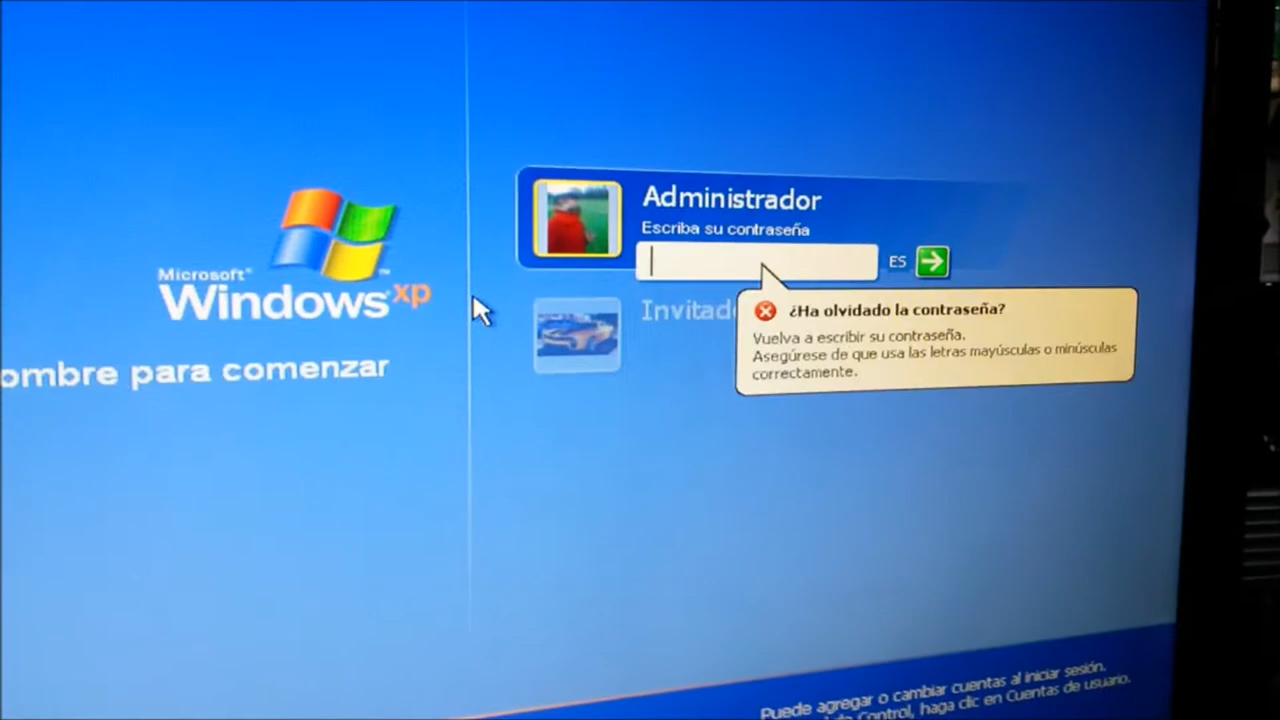 Microsoft
Windows xp
ombre para comenzar
Administrador
Escriba su contraseña
ES
Invitad
¿Ha olvidado la contraseña?
Vuelva a escribir su contraseña.
Asegúrese de que usa las letras mayúsculas o minúsculas
correctamente.
Puede agregar o cambiar cuentas al iniciar sesión.
Control, haga clic en Cuentas de usuario.